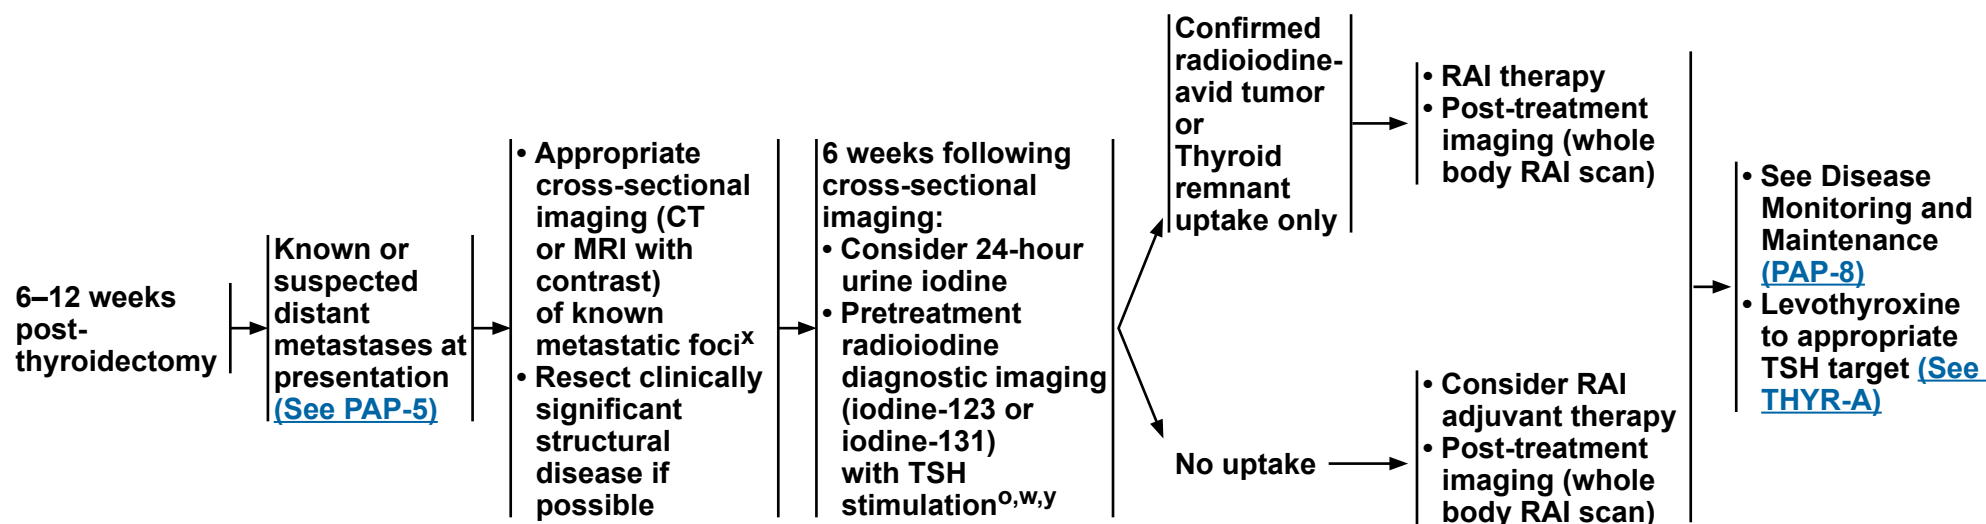 6–12 weeks
post-
thyroidectomy
Known or
suspected
distant
metastases at
presentation
(See PAP-5)
• Appropriate
cross-sectional
imaging (CT
or MRI with
contrast)
of known
metastatic fociˣ
• Resect clinically
significant
structural
disease if
possible
6 weeks following
cross-sectional
imaging:
• Consider 24-hour
urine iodine
• Pretreatment
radioiodine
diagnostic imaging
(iodine-123 or
iodine-131)
with TSH
stimulationᵒ,ʷ,ʸ
Confirmed
radioiodine-
avid tumor
or
Thyroid
remnant
uptake only
No uptake
• RAI therapy
• Post-treatment
imaging (whole
body RAI scan)
• Consider RAI
adjuvant therapy
• Post-treatment
imaging (whole
body RAI scan)
• See Disease
Monitoring and
Maintenance
(PAP-8)
• Levothyroxine
to appropriate
TSH target (See
THYR-A)